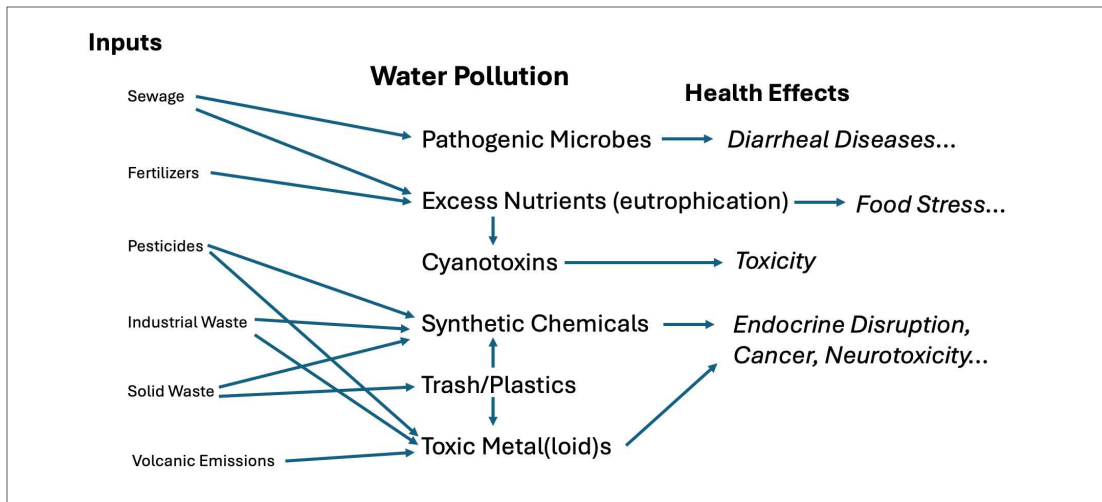 Inputs
Water Pollution
Health Effects
Sewage
Pathogenic Microbes
Diarrheal Diseases...
Fertilizers
Excess Nutrients (eutrophication)
Food Stress...
Pesticides
Cyanotoxins
Toxicity
Industrial Waste
Synthetic Chemicals
Endocrine Disruption,
Cancer, Neurotoxicity...
Solid Waste
Trash/Plastics
Volcanic Emissions
Toxic Metal(loid)s